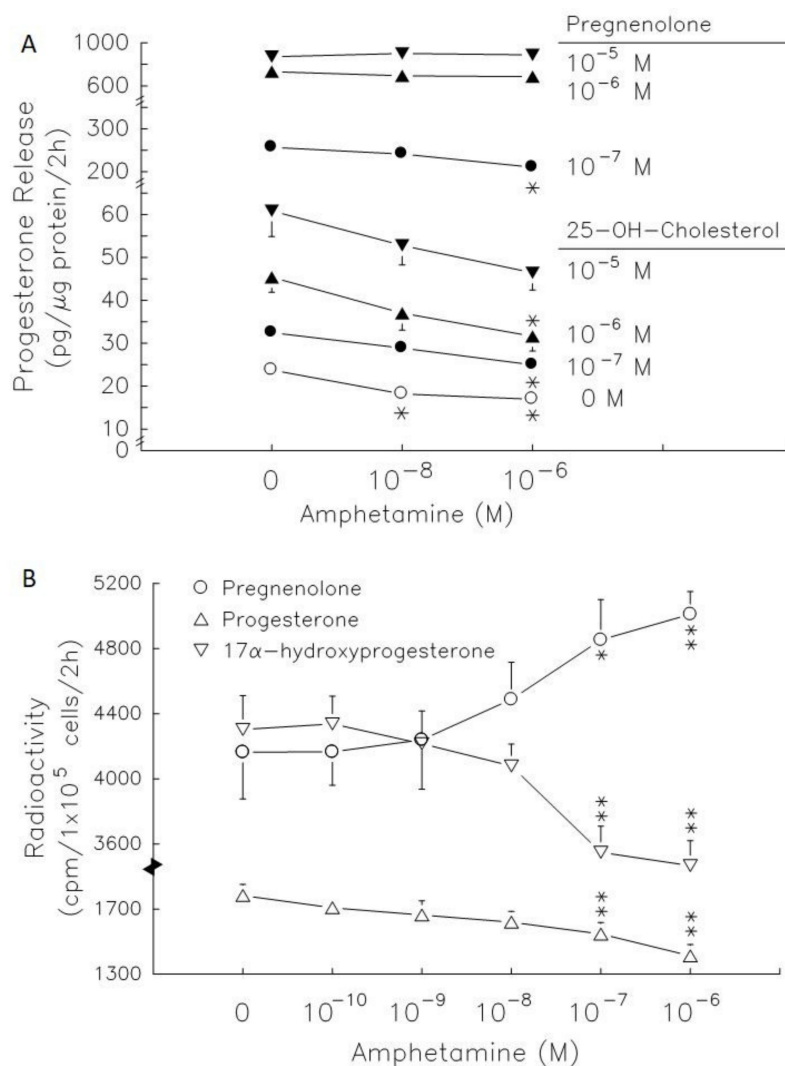 A
Pregnenolone
1000
600
300
200
60
50
40
30
20
10
0
10⁻⁵ M
10⁻⁶ M
10⁻⁷ M
25-OH-Cholesterol
10⁻⁵ M
10⁻⁶ M
10⁻⁷ M
0 M
Progesterone Release
(pg/μg protein/2h)
* * * * * *
0 10⁻⁸ 10⁻⁶
Amphetamine (M)
B
○ Pregnenolone
△ Progesterone
▽ 17α-hydroxyprogesterone
5200
4800
4400
4000
3600
1700
1300
Radioactivity
(cpm/1x10⁵ cells/2h)
* ** ** ** ** **
0 10⁻¹⁰ 10⁻⁹ 10⁻⁸ 10⁻⁷ 10⁻⁶
Amphetamine (M)